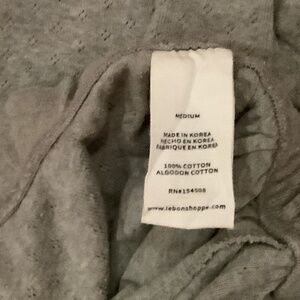 MEDIUM
MADE IN KOREA
HECHO EN KOREA
FABRIQUE EN KOREA
100% COTTON
ALGODON COTTON
RN#154508
www.lebonshoppe.com